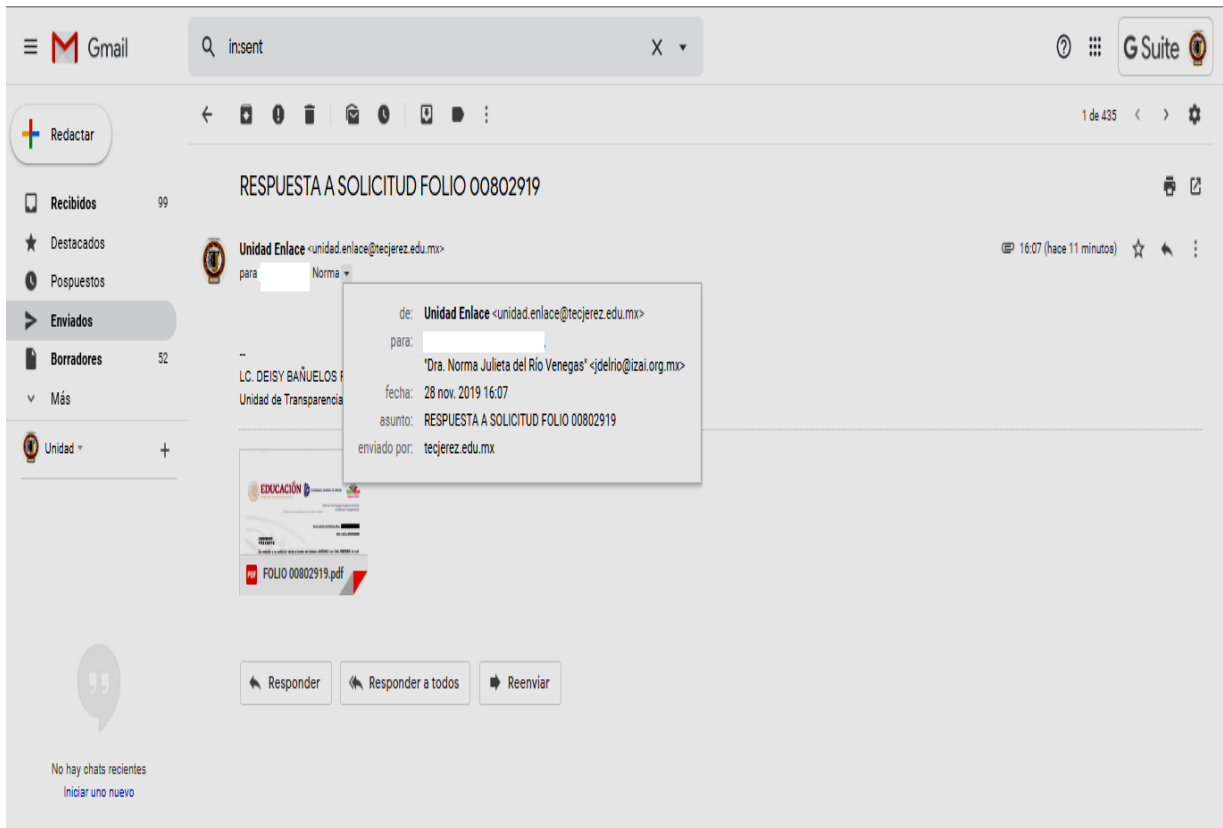 Gmail
in:sent
G Suite
Redactar
1 de 435
Recibidos 99
Destacados
Pospuestos
Enviados
Borradores 52
Más
Unidad
RESPUESTA A SOLICITUD FOLIO 00802919
Unidad Enlace <unidad.enlace@tecjerez.edu.mx>
16:07 (hace 11 minutos)
para Norma
de: Unidad Enlace <unidad.enlace@tecjerez.edu.mx>
para:
"Dra. Norma Julieta del Río Venegas" <jdelrio@izai.org.mx>
fecha: 28 nov. 2019 16:07
asunto: RESPUESTA A SOLICITUD FOLIO 00802919
enviado por: tecjerez.edu.mx
--
LC. DEISY BAÑUELOS
Unidad de Transparencia
EDUCACIÓN
PDF FOLIO 00802919.pdf
Responder
Responder a todos
Reenviar
No hay chats recientes
Iniciar uno nuevo